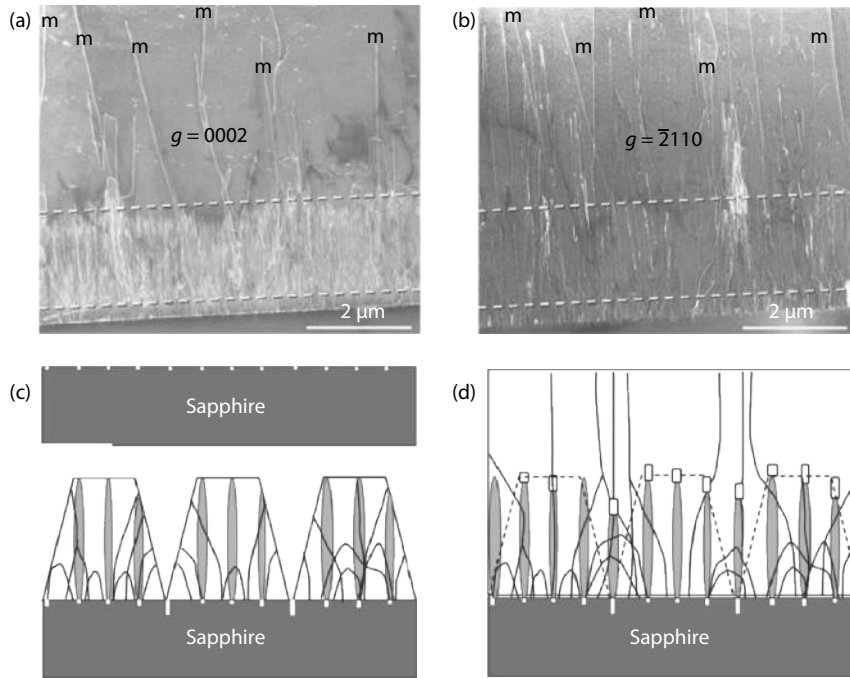 (a)
m
m
m
m
m
m
g = 0002
2 µm
(b)
m
m
m
m
g = 2̅110
2 µm
(c)
Sapphire
Sapphire
(d)
Sapphire